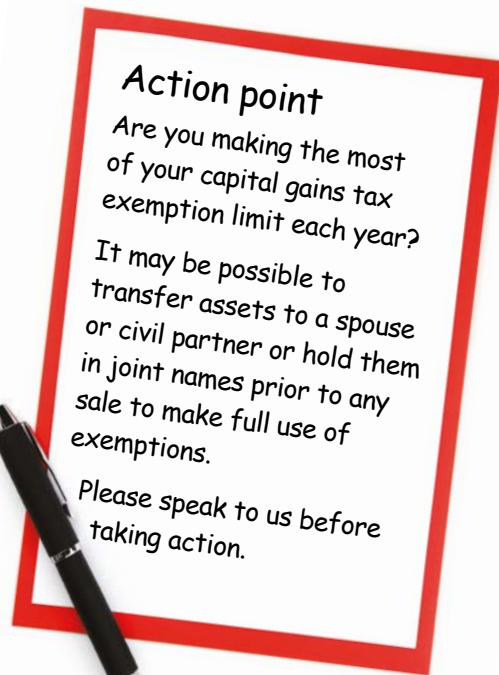 Action point
Are you making the most
of your capital gains tax
exemption limit each year?
It may be possible to
transfer assets to a spouse
or civil partner or hold them
in joint names prior to any
sale to make full use of
exemptions.
Please speak to us before
taking action.